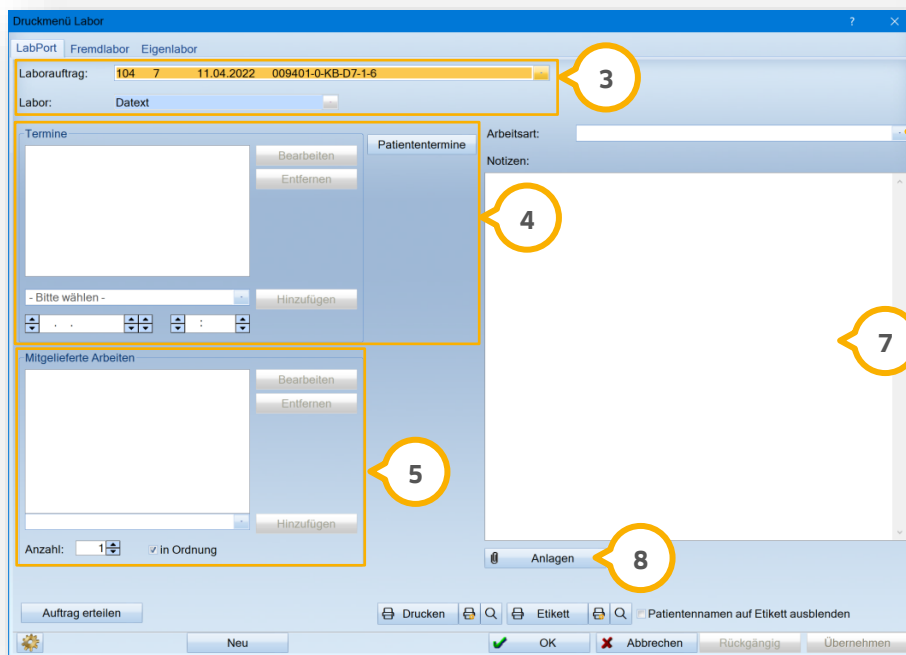 Druckmenü Labor
LabPort Fremdlabor Eigenlabor
Laborauftrag: 104 7 11.04.2022 009401-0-KB-D7-1-6
3
Labor: Datext
Termine
Bearbeiten
Entfernen
Patiententermine
Arbeitsart:
Notizen:
4
- Bitte wählen -
Hinzufügen
. .
:
7
Mitgelieferte Arbeiten
Bearbeiten
Entfernen
5
Hinzufügen
Anzahl: 1 in Ordnung
Anlagen
8
Auftrag erteilen
Drucken Etikett Patientennamen auf Etikett ausblenden
Neu OK Abbrechen Rückgängig Übernehmen